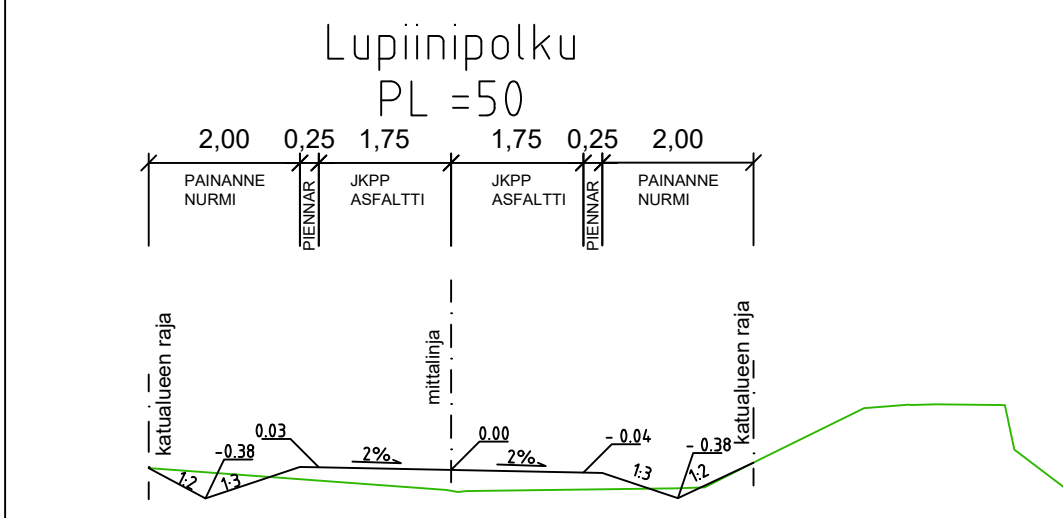 Lupiinipolku
PL =50
2,00 0,25 1,75 1,75 0,25 2,00
PAINANNE
NURMI
PIENNAR
JKPP
ASFALTTI
JKPP
ASFALTTI
PIENNAR
PAINANNE
NURMI
katualueen raja
mittalinja
katualueen raja
-0.38
0.03
2%
0.00
2%
- 0.04
- 0.38
1:2
1:3
1:3
1:2